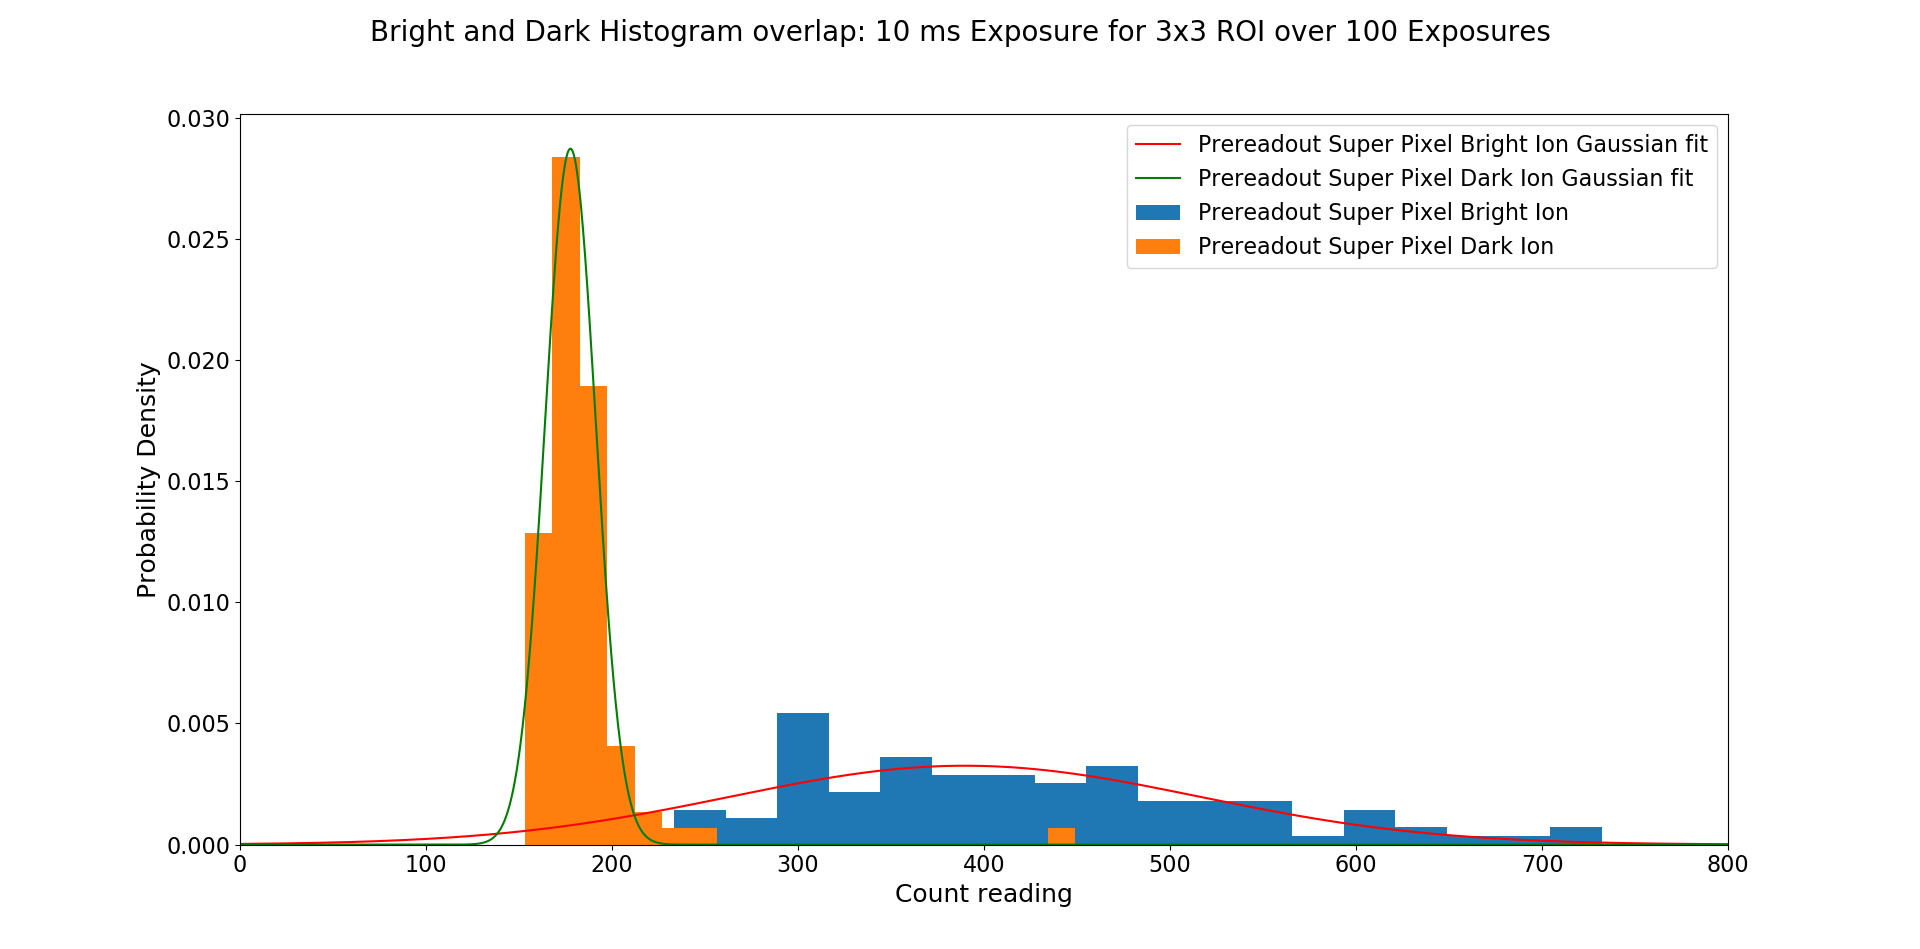 Bright and Dark Histogram overlap: 10 ms Exposure for 3x3 ROI over 100 Exposures
Prereadout Super Pixel Bright Ion Gaussian fit
Prereadout Super Pixel Dark Ion Gaussian fit
Prereadout Super Pixel Bright Ion
Prereadout Super Pixel Dark Ion
Probability Density
0.030
0.025
0.020
0.015
0.010
0.005
0.000
0 100 200 300 400 500 600 700 800
Count reading